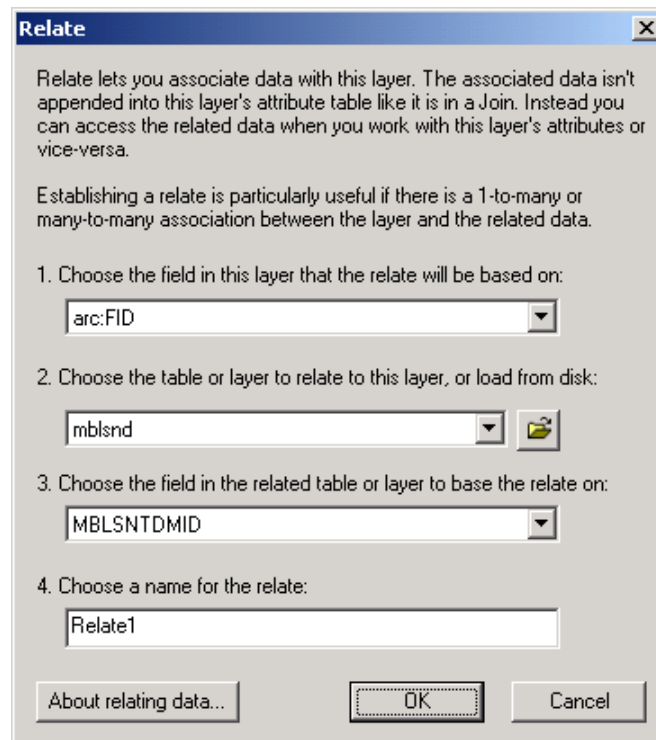 Relate
Relate lets you associate data with this layer. The associated data isn't
appended into this layer's attribute table like it is in a Join. Instead you
can access the related data when you work with this layer's attributes or
vice-versa.
Establishing a relate is particularly useful if there is a 1-to-many or
many-to-many association between the layer and the related data.
1. Choose the field in this layer that the relate will be based on:
arc:FID
2. Choose the table or layer to relate to this layer, or load from disk:
mblsnd
3. Choose the field in the related table or layer to base the relate on:
MBLSNTDMID
4. Choose a name for the relate:
Relate1
About relating data... OK Cancel